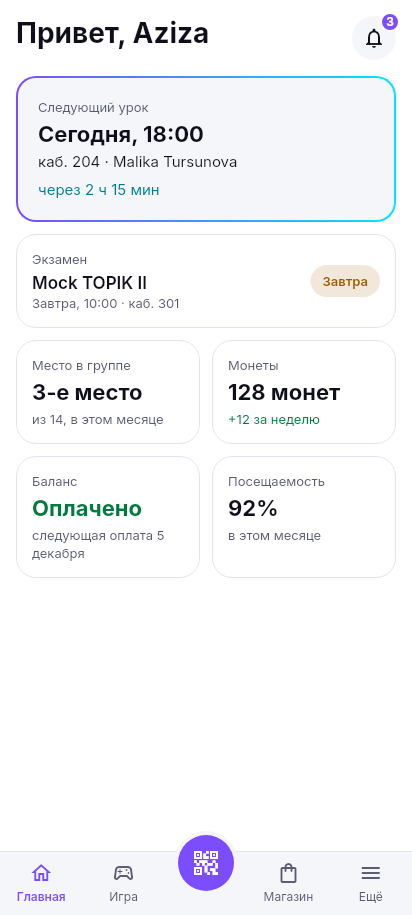 Привет, Aziza
3
Следующий урок
Сегодня, 18:00
каб. 204 · Malika Tursunova
через 2 ч 15 мин
Экзамен
Mock TOPIK II
Завтра, 10:00 · каб. 301
Завтра
Место в группе
3-е место
из 14, в этом месяце
Монеты
128 монет
+12 за неделю
Баланс
Оплачено
следующая оплата 5
декабря
Посещаемость
92%
в этом месяце
Главная
Игра
Магазин
Ещё